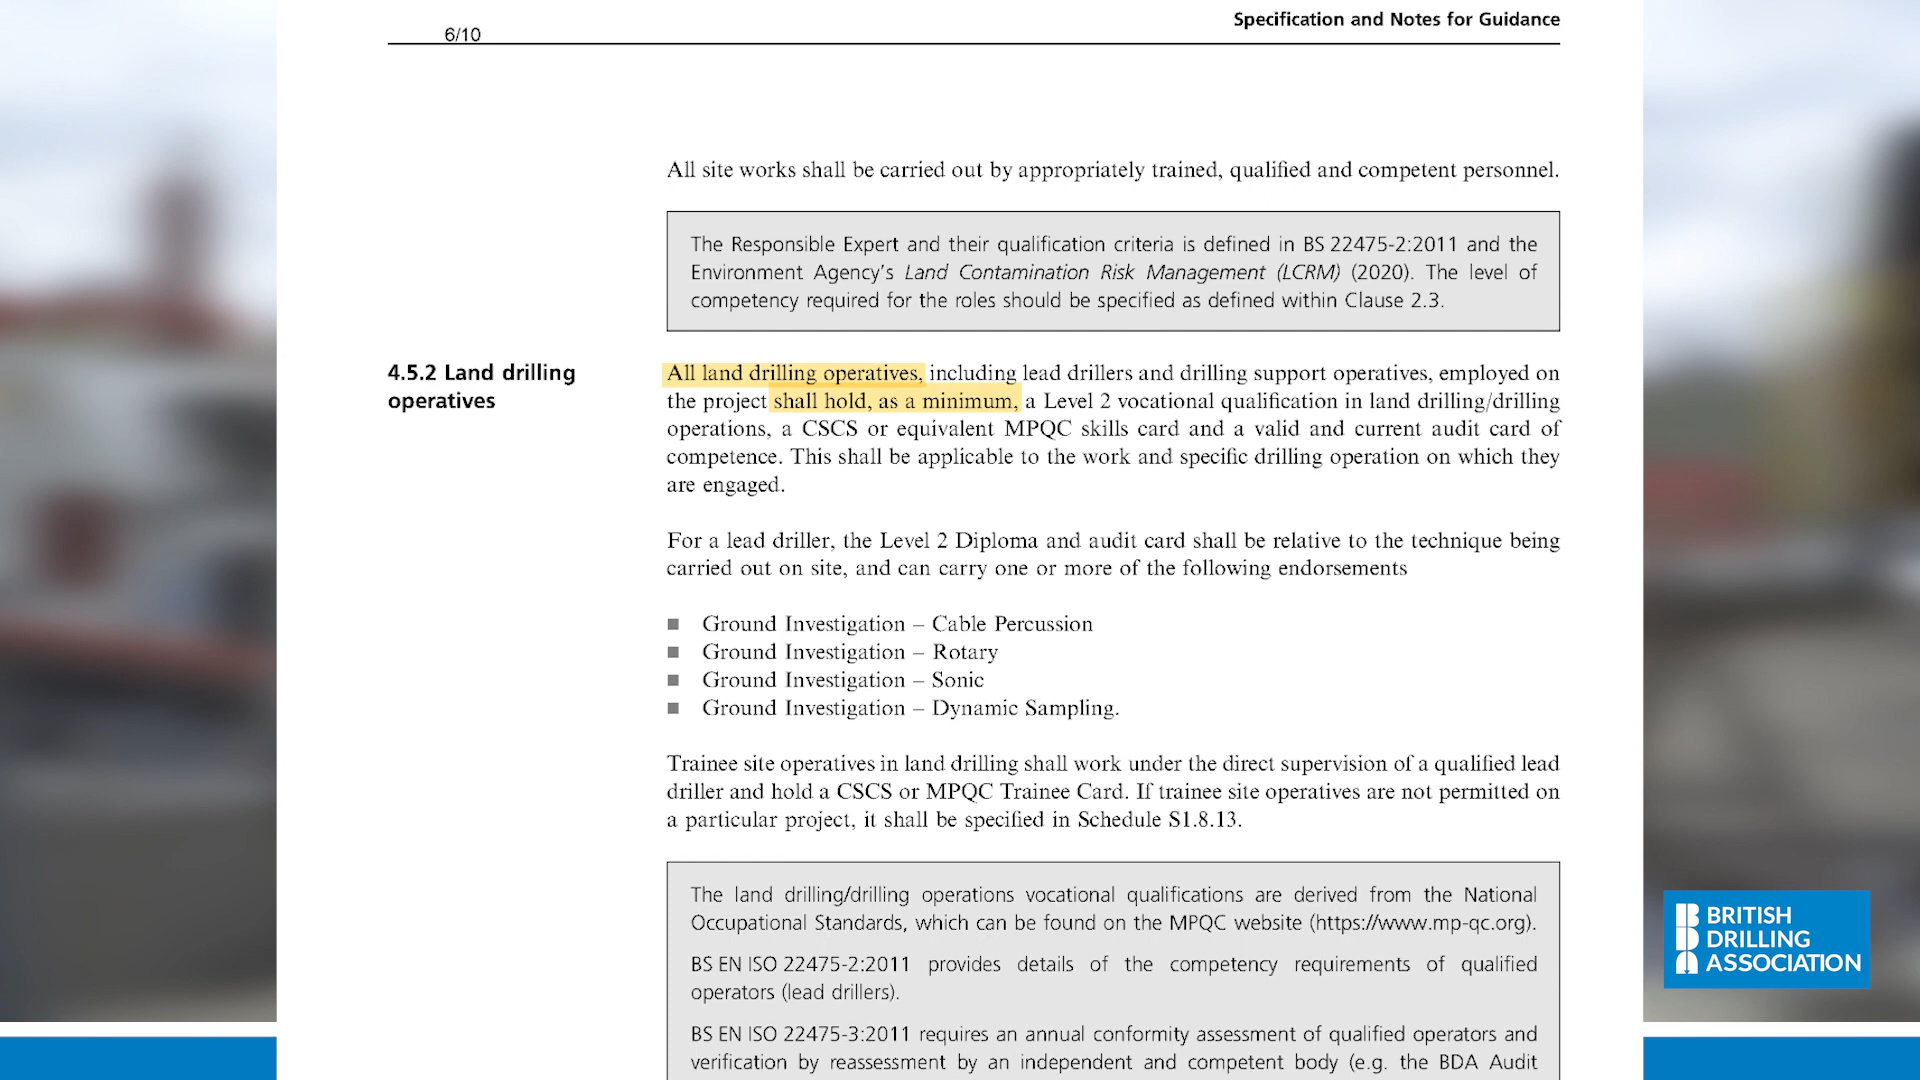 Specification and Notes for Guidance
6/10
All site works shall be carried out by appropriately trained, qualified and competent personnel.
The Responsible Expert and their qualification criteria is defined in BS 22475-2:2011 and the
Environment Agency's Land Contamination Risk Management (LCRM) (2020). The level of
competency required for the roles should be specified as defined within Clause 2.3.
4.5.2 Land drilling
operatives
All land drilling operatives, including lead drillers and drilling support operatives, employed on
the project shall hold, as a minimum, a Level 2 vocational qualification in land drilling/drilling
operations, a CSCS or equivalent MPQC skills card and a valid and current audit card of
competence. This shall be applicable to the work and specific drilling operation on which they
are engaged.
For a lead driller, the Level 2 Diploma and audit card shall be relative to the technique being
carried out on site, and can carry one or more of the following endorsements
■ Ground Investigation – Cable Percussion
■ Ground Investigation – Rotary
■ Ground Investigation – Sonic
■ Ground Investigation – Dynamic Sampling.
Trainee site operatives in land drilling shall work under the direct supervision of a qualified lead
driller and hold a CSCS or MPQC Trainee Card. If trainee site operatives are not permitted on
a particular project, it shall be specified in Schedule S1.8.13.
The land drilling/drilling operations vocational qualifications are derived from the National
Occupational Standards, which can be found on the MPQC website (https://www.mp-qc.org).
BS EN ISO 22475-2:2011 provides details of the competency requirements of qualified
operators (lead drillers).
BS EN ISO 22475-3:2011 requires an annual conformity assessment of qualified operators and
verification by reassessment by an independent and competent body (e.g. the BDA Audit
BRITISH
DRILLING
ASSOCIATION